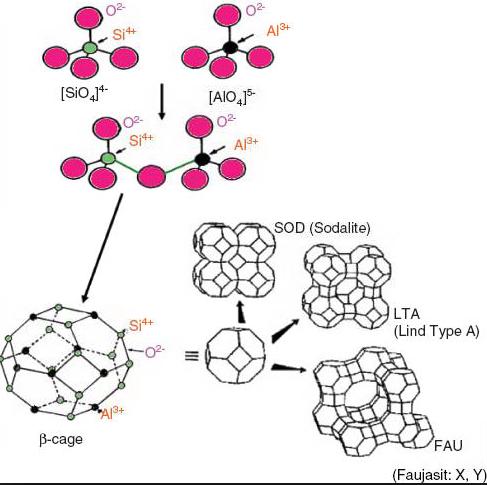 O²⁻
Si⁴⁺
[SiO₄]⁴⁻
O²⁻
Al³⁺
[AlO₄]⁵⁻
O²⁻
Si⁴⁺
O²⁻
Al³⁺
SOD (Sodalite)
LTA
(Lind Type A)
Si⁴⁺
O²⁻
≡
Al³⁺
β-cage
FAU
(Faujasit: X, Y)